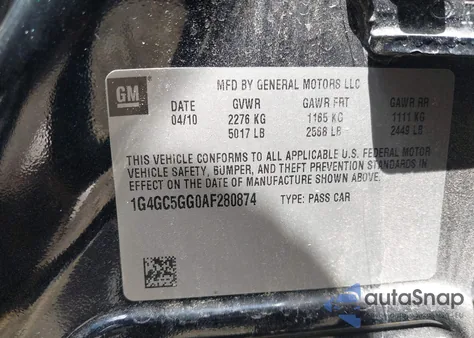 GM
MFD BY GENERAL MOTORS LLC
DATE GVWR GAWR FRT GAWR RR
04/10 2276 KG 1165 KG 1111 KG
5017 LB 2568 LB 2449 LB
THIS VEHICLE CONFORMS TO ALL APPLICABLE U.S. FEDERAL MOTOR
VEHICLE SAFETY, BUMPER, AND THEFT PREVENTION STANDARDS IN
EFFECT ON THE DATE OF MANUFACTURE SHOWN ABOVE.
1G4GC5GG0AF280874 TYPE: PASS CAR
autoSnap